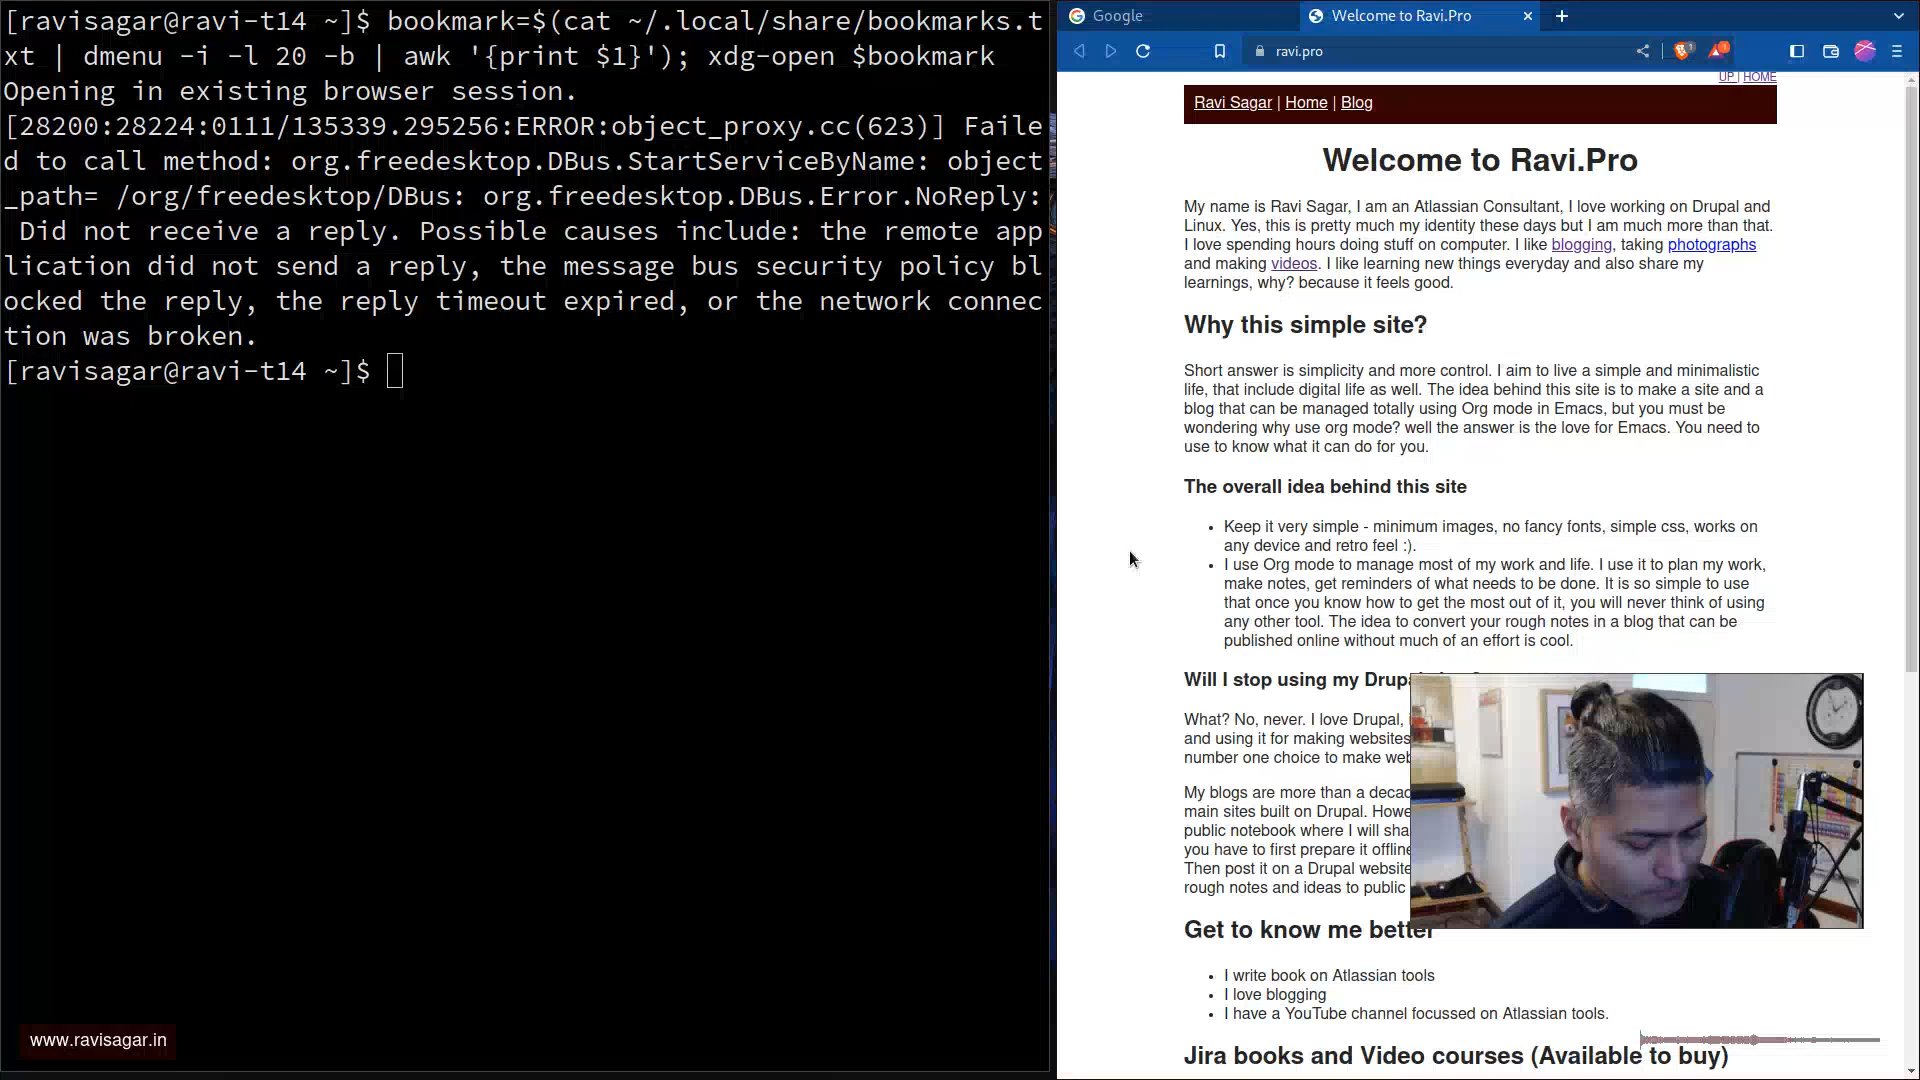 [ravisagar@ravi-t14 ~]$ bookmark=$(cat ~/.local/share/bookmarks.t
xt | dmenu -i -l 20 -b | awk '{print $1}'); xdg-open $bookmark
Opening in existing browser session.
[28200:28224:0111/135339.295256:ERROR:object_proxy.cc(623)] Faile
d to call method: org.freedesktop.DBus.StartServiceByName: object
_path= /org/freedesktop/DBus: org.freedesktop.DBus.Error.NoReply:
 Did not receive a reply. Possible causes include: the remote app
lication did not send a reply, the message bus security policy bl
ocked the reply, the reply timeout expired, or the network connec
tion was broken.
[ravisagar@ravi-t14 ~]$
www.ravisagar.in
Google
Welcome to Ravi.Pro
ravi.pro
UP | HOME
Ravi Sagar | Home | Blog
Welcome to Ravi.Pro
My name is Ravi Sagar, I am an Atlassian Consultant, I love working on Drupal and
Linux. Yes, this is pretty much my identity these days but I am much more than that.
I love spending hours doing stuff on computer. I like blogging, taking photographs
and making videos. I like learning new things everyday and also share my
learnings, why? because it feels good.
Why this simple site?
Short answer is simplicity and more control. I aim to live a simple and minimalistic
life, that include digital life as well. The idea behind this site is to make a site and a
blog that can be managed totally using Org mode in Emacs, but you must be
wondering why use org mode? well the answer is the love for Emacs. You need to
use to know what it can do for you.
The overall idea behind this site
• Keep it very simple - minimum images, no fancy fonts, simple css, works on
any device and retro feel :).
• I use Org mode to manage most of my work and life. I use it to plan my work,
make notes, get reminders of what needs to be done. It is so simple to use
that once you know how to get the most out of it, you will never think of using
any other tool. The idea to convert your rough notes in a blog that can be
published online without much of an effort is cool.
Will I stop using my
What? No, never. I love Drupal,
and using it for making websites
number one choice to make
My blogs are more than a
main sites built on Drupal.
public notebook where I will
you have to first prepare it offline
Then post it on a Drupal website
rough notes and ideas to public
Get to know me better
• I write book on Atlassian tools
• I love blogging
• I have a YouTube channel focussed on Atlassian tools.
Jira books and Video courses (Available to buy)